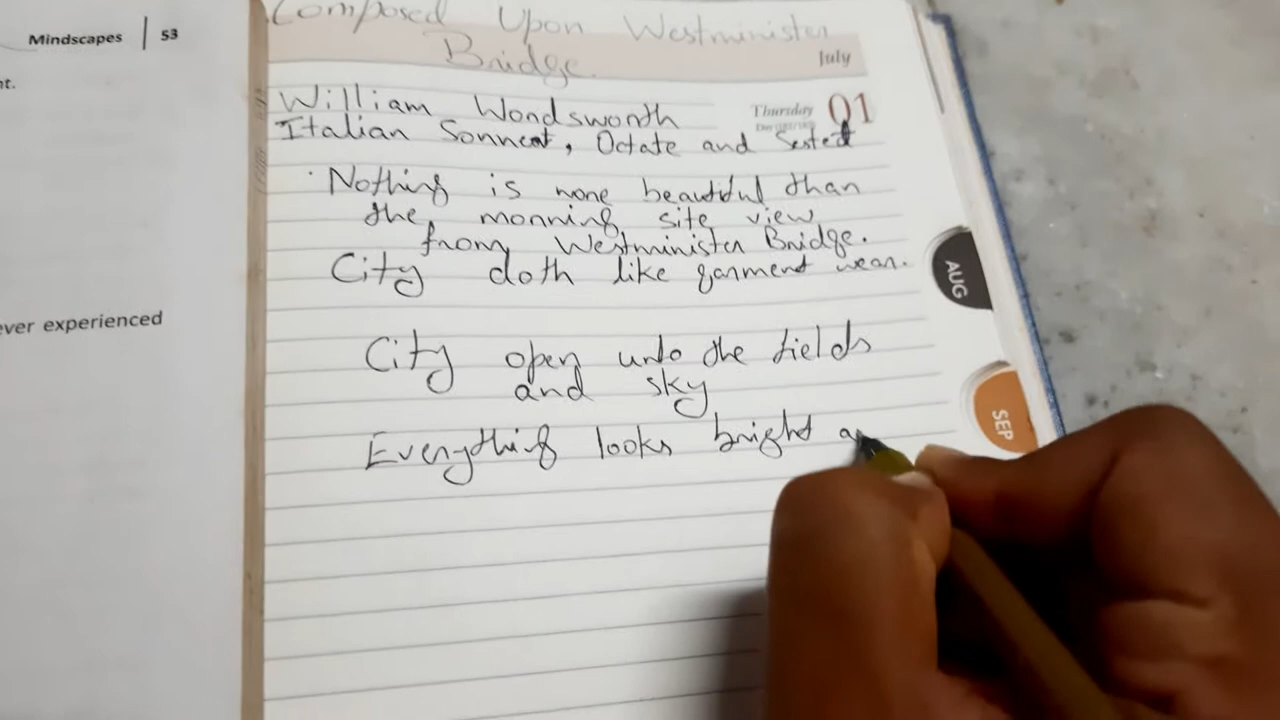 Mindscapes | 53
nt.
ever experienced
Composed Upon Westminister
Bridge.
July
William Wordsworth
Thursday 01
Italian Sonnet, Octate and Sestet
Nothing is more beautiful than
the morning site view
from Westminister Bridge.
City doth like garment wear.
City open unto the fields
and sky
Everything looks bright a
AUG
SEP